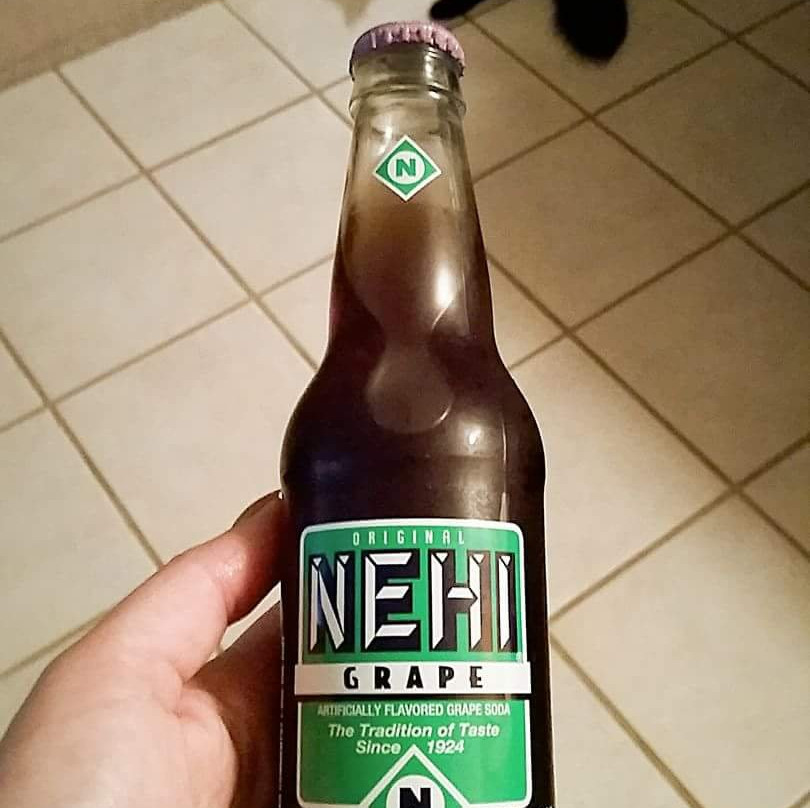 N
ORIGINAL
NEHI
GRAPE
ARTIFICIALLY FLAVORED GRAPE SODA
The Tradition of Taste
Since 1924
N